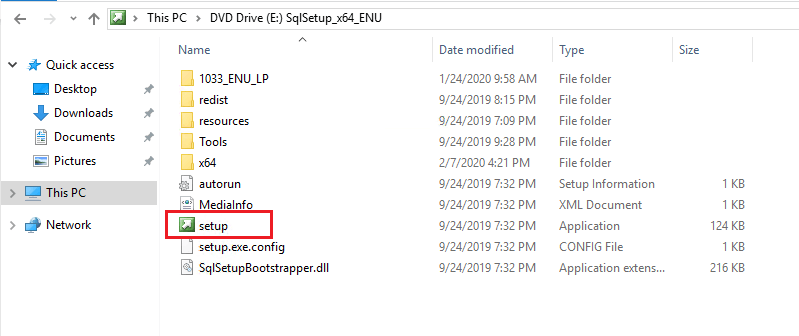 This PC > DVD Drive (E:) SqlSetup_x64_ENU
Name Date modified Type Size
Quick access
Desktop
Downloads
Documents
Pictures
This PC
Network
1033_ENU_LP 1/24/2020 9:58 AM File folder
redist 9/24/2019 8:15 PM File folder
resources 9/24/2019 7:09 PM File folder
Tools 9/24/2019 9:28 PM File folder
x64 2/7/2020 4:21 PM File folder
autorun 9/24/2019 7:32 PM Setup Information 1 KB
MediaInfo 9/24/2019 7:32 PM XML Document 1 KB
setup 9/24/2019 7:32 PM Application 124 KB
setup.exe.config 9/24/2019 7:32 PM CONFIG File 1 KB
SqlSetupBootstrapper.dll 9/24/2019 7:32 PM Application extens... 216 KB